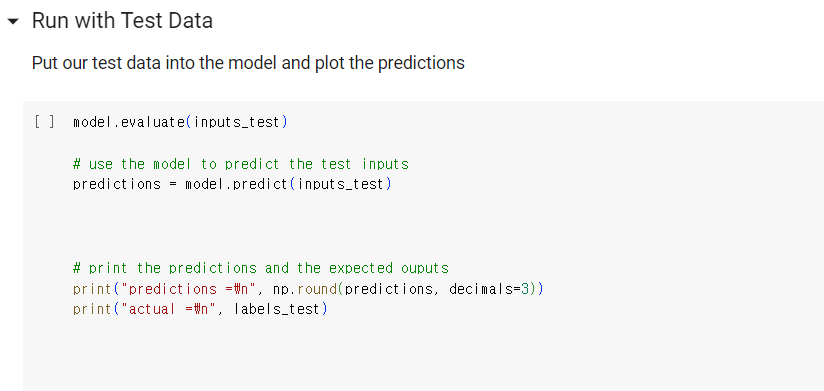 Run with Test Data
Put our test data into the model and plot the predictions
[ ] model.evaluate(inputs_test)
# use the model to predict the test inputs
predictions = model.predict(inputs_test)
# print the predictions and the expected ouputs
print("predictions =₩n", np.round(predictions, decimals=3))
print("actual =₩n", labels_test)